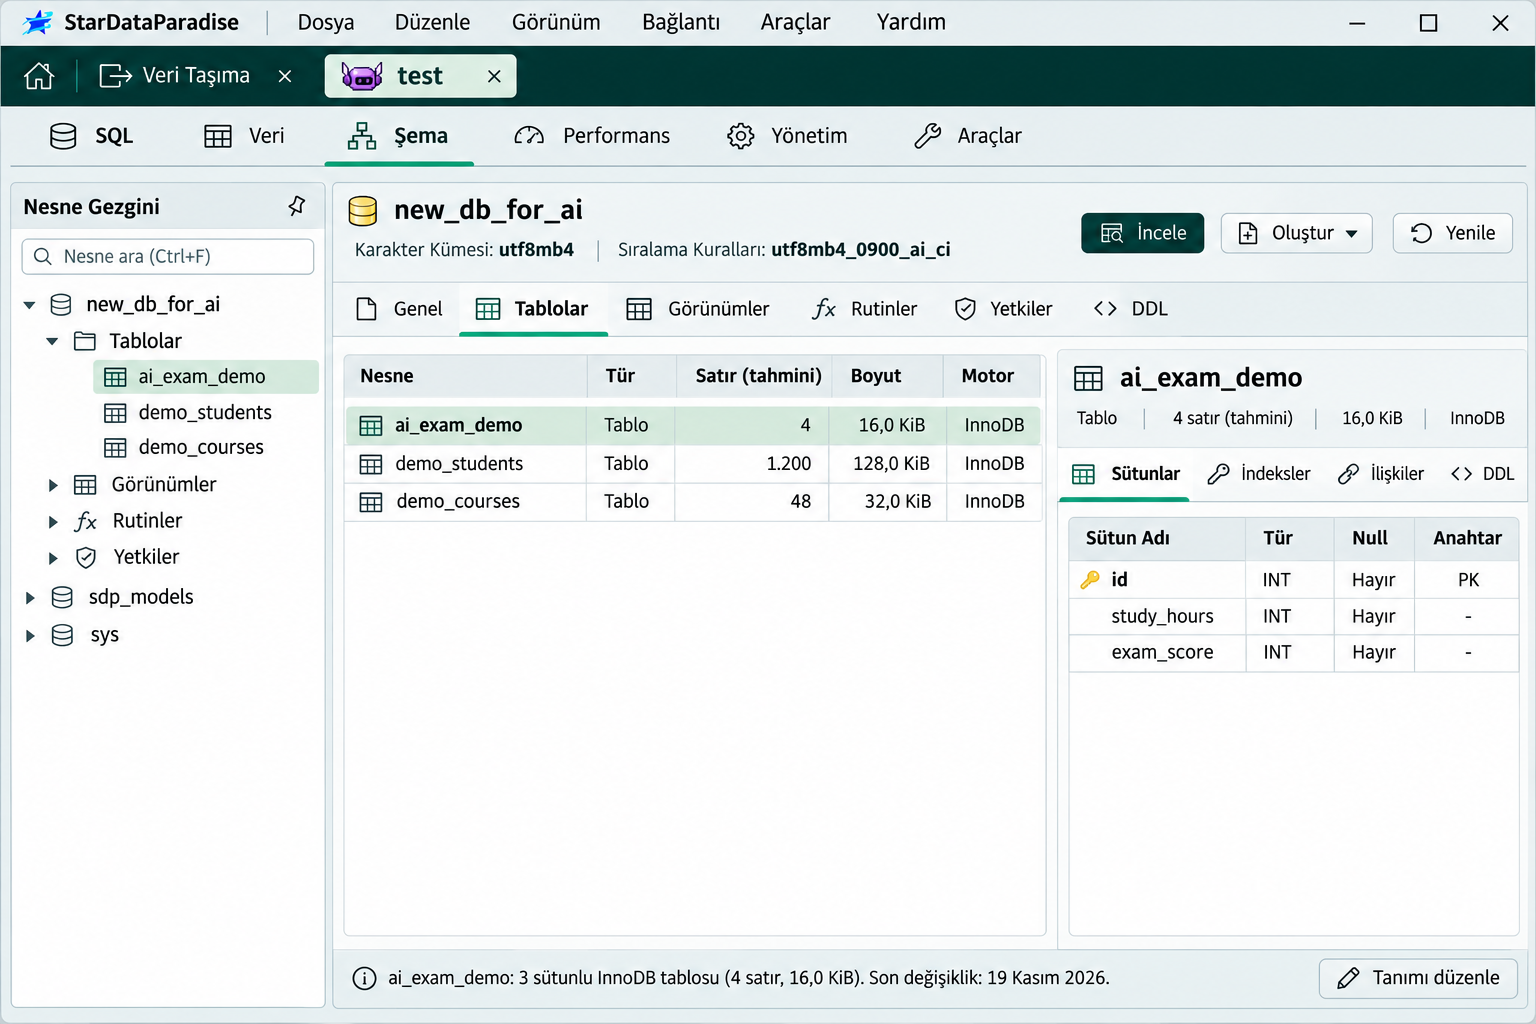 StarDataParadise Dosya Düzenle Görünüm Bağlantı Araçlar Yardım
Veri Taşıma test
SQL Veri Şema Performans Yönetim Araçlar
Nesne Gezgini
Nesne ara (Ctrl+F)
new_db_for_ai
Tablolar
ai_exam_demo
demo_students
demo_courses
Görünümler
fx Rutinler
Yetkiler
sdp_models
sys
new_db_for_ai
Karakter Kümesi: utf8mb4 Sıralama Kuralları: utf8mb4_0900_ai_ci
İncele Oluştur Yenile
Genel Tablolar Görünümler fx Rutinler Yetkiler <> DDL
Nesne Tür Satır (tahmini) Boyut Motor
ai_exam_demo Tablo 4 16,0 KiB InnoDB
demo_students Tablo 1.200 128,0 KiB InnoDB
demo_courses Tablo 48 32,0 KiB InnoDB
ai_exam_demo
Tablo 4 satır (tahmini) 16,0 KiB InnoDB
Sütunlar İndeksler İlişkiler <> DDL
Sütun Adı Tür Null Anahtar
id INT Hayır PK
study_hours INT Hayır -
exam_score INT Hayır -
ai_exam_demo: 3 sütunlu InnoDB tablosu (4 satır, 16,0 KiB). Son değişiklik: 19 Kasım 2026.
Tanımı düzenle